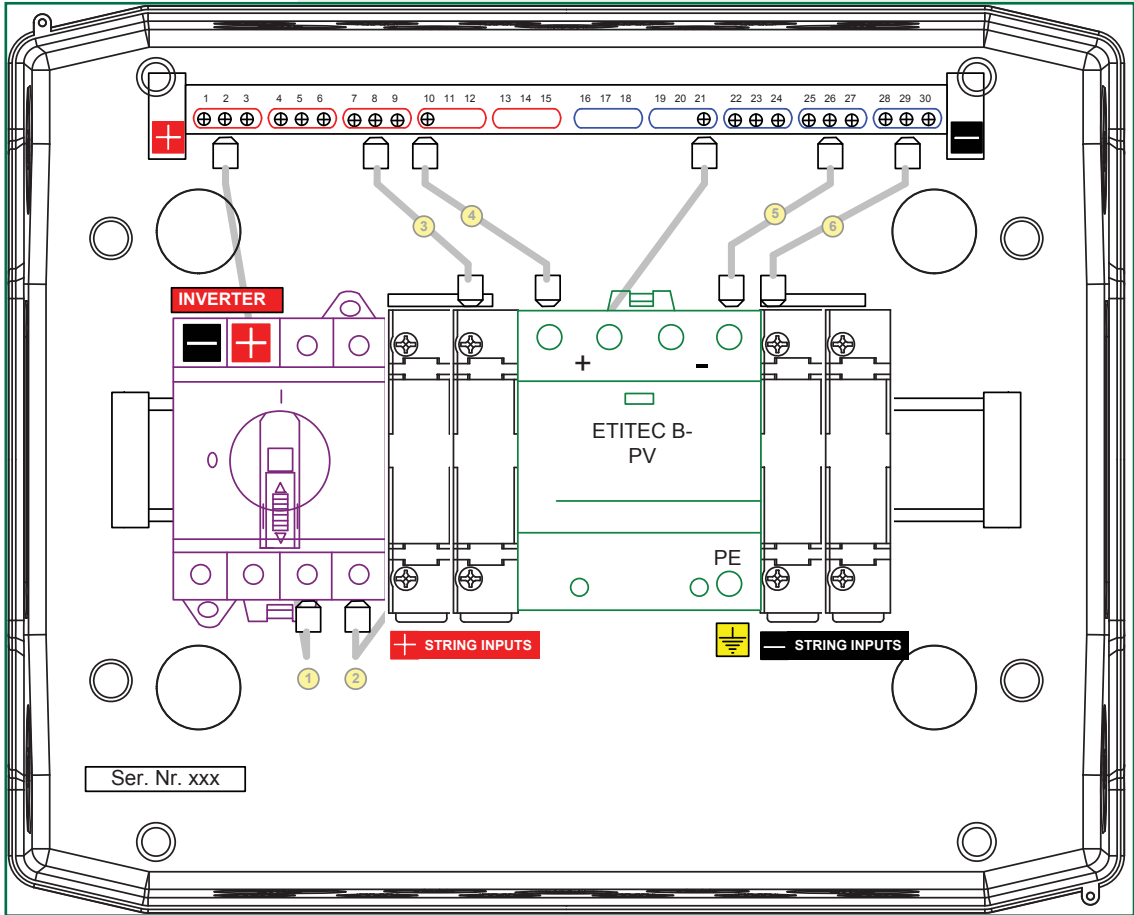 1 2 3 4 5 6 7 8 9 10 11 12 13 14 15 16 17 18 19 20 21 22 23 24 25 26 27 28 29 30
+ −
3 4 5 6
INVERTER
− +
+ −
I
O
ETITEC B-
PV
PE
+ STRING INPUTS
− STRING INPUTS
1 2
Ser. Nr. xxx